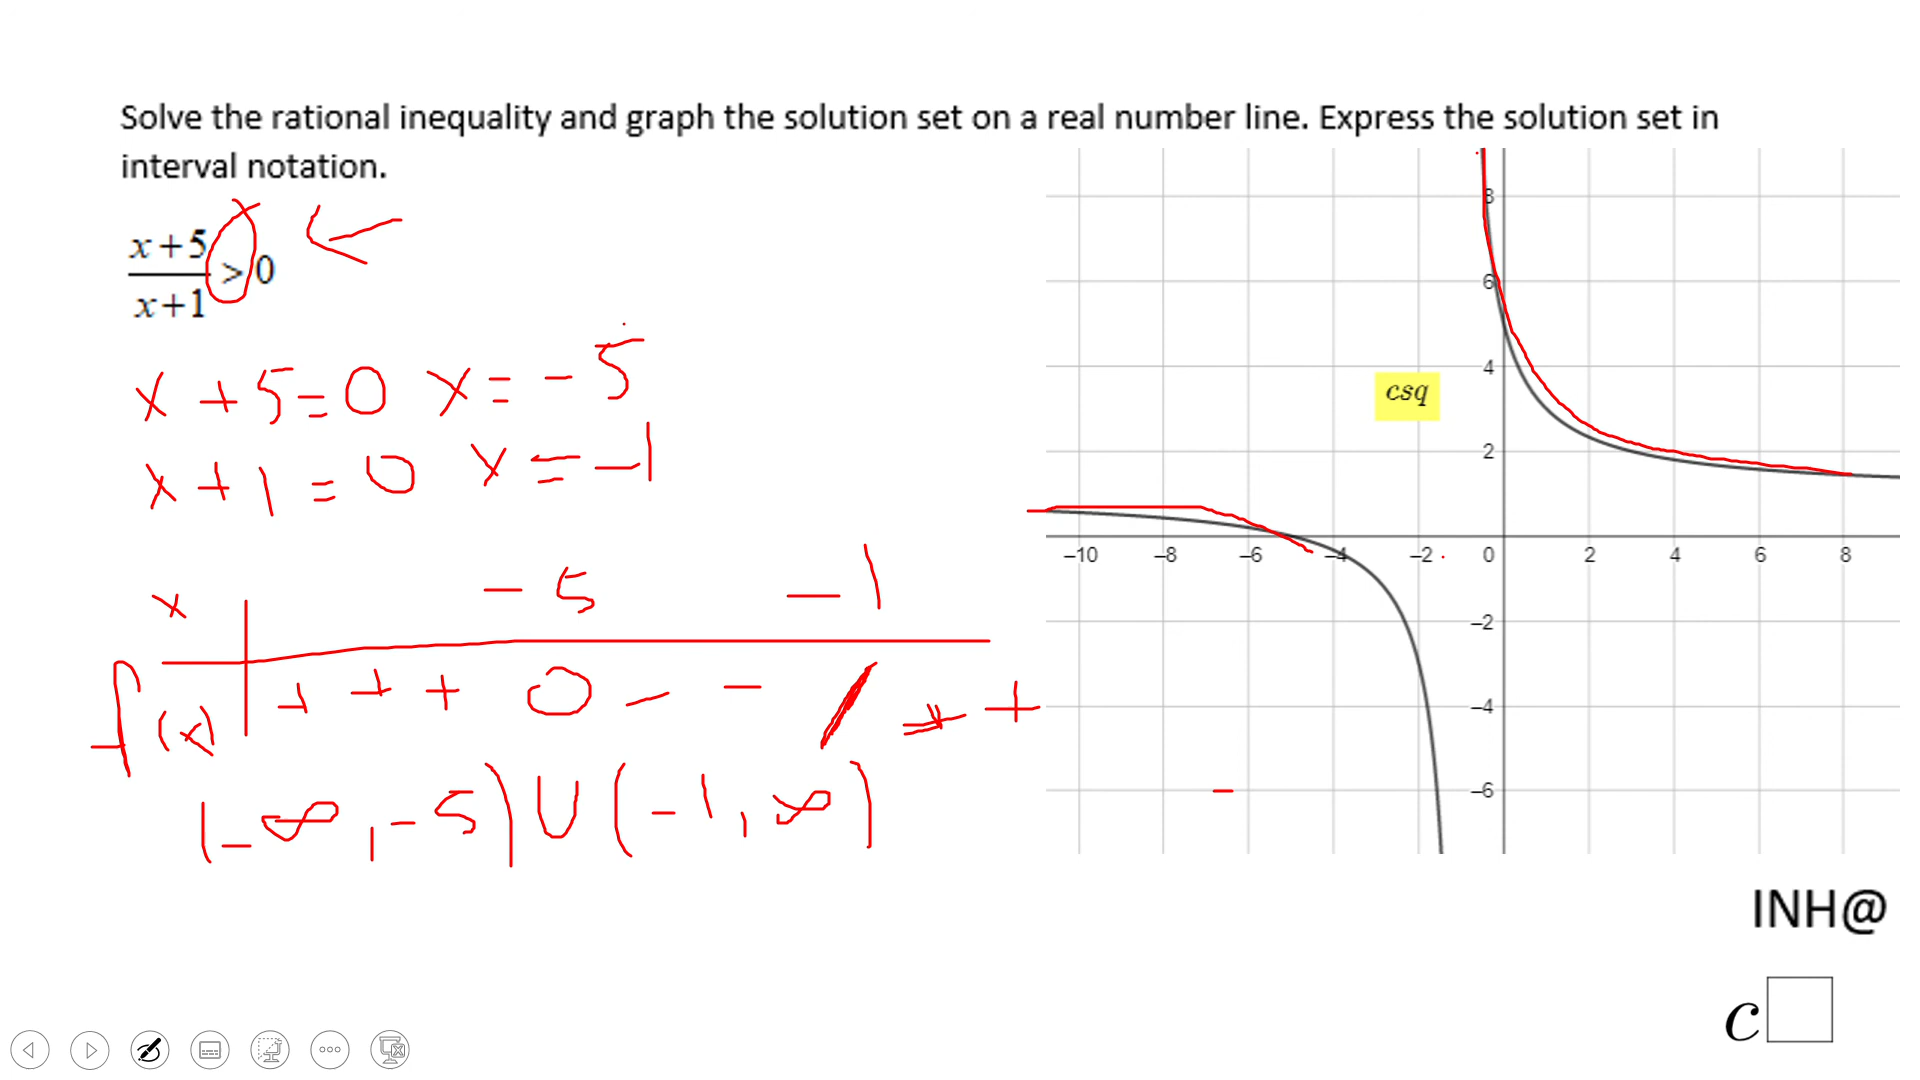 Solve the rational inequality and graph the solution set on a real number line. Express the solution set in
interval notation.
x+5
x+1
> 0
x + 5 = 0 x = - 5
x + 1 = 0 x = - 1
x - 5 - 1
f(x) + + + 0 - - / + +
(-∞, -5) ∪ (-1, ∞)
8
6
4
csq
2
-10 -8 -6 -4 -2 0 2 4 6 8
-2
-4
-6
INH@
c